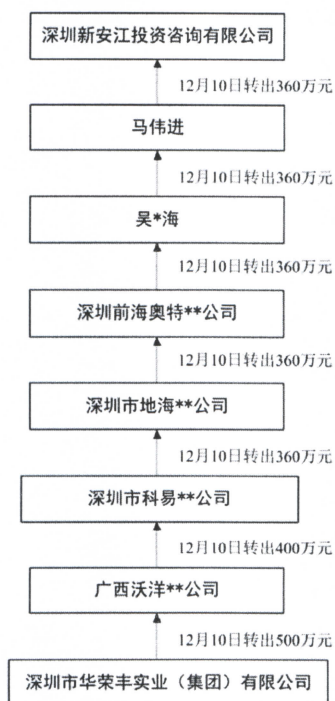 深圳新安江投资咨询有限公司
12月10日转出360万元
马伟进
12月10日转出360万元
吴*海
12月10日转出360万元
深圳前海奥特**公司
12月10日转出360万元
深圳市地海**公司
12月10日转出360万元
深圳市科易**公司
12月10日转出400万元
广西沃洋**公司
12月10日转出500万元
深圳市华荣丰实业（集团）有限公司